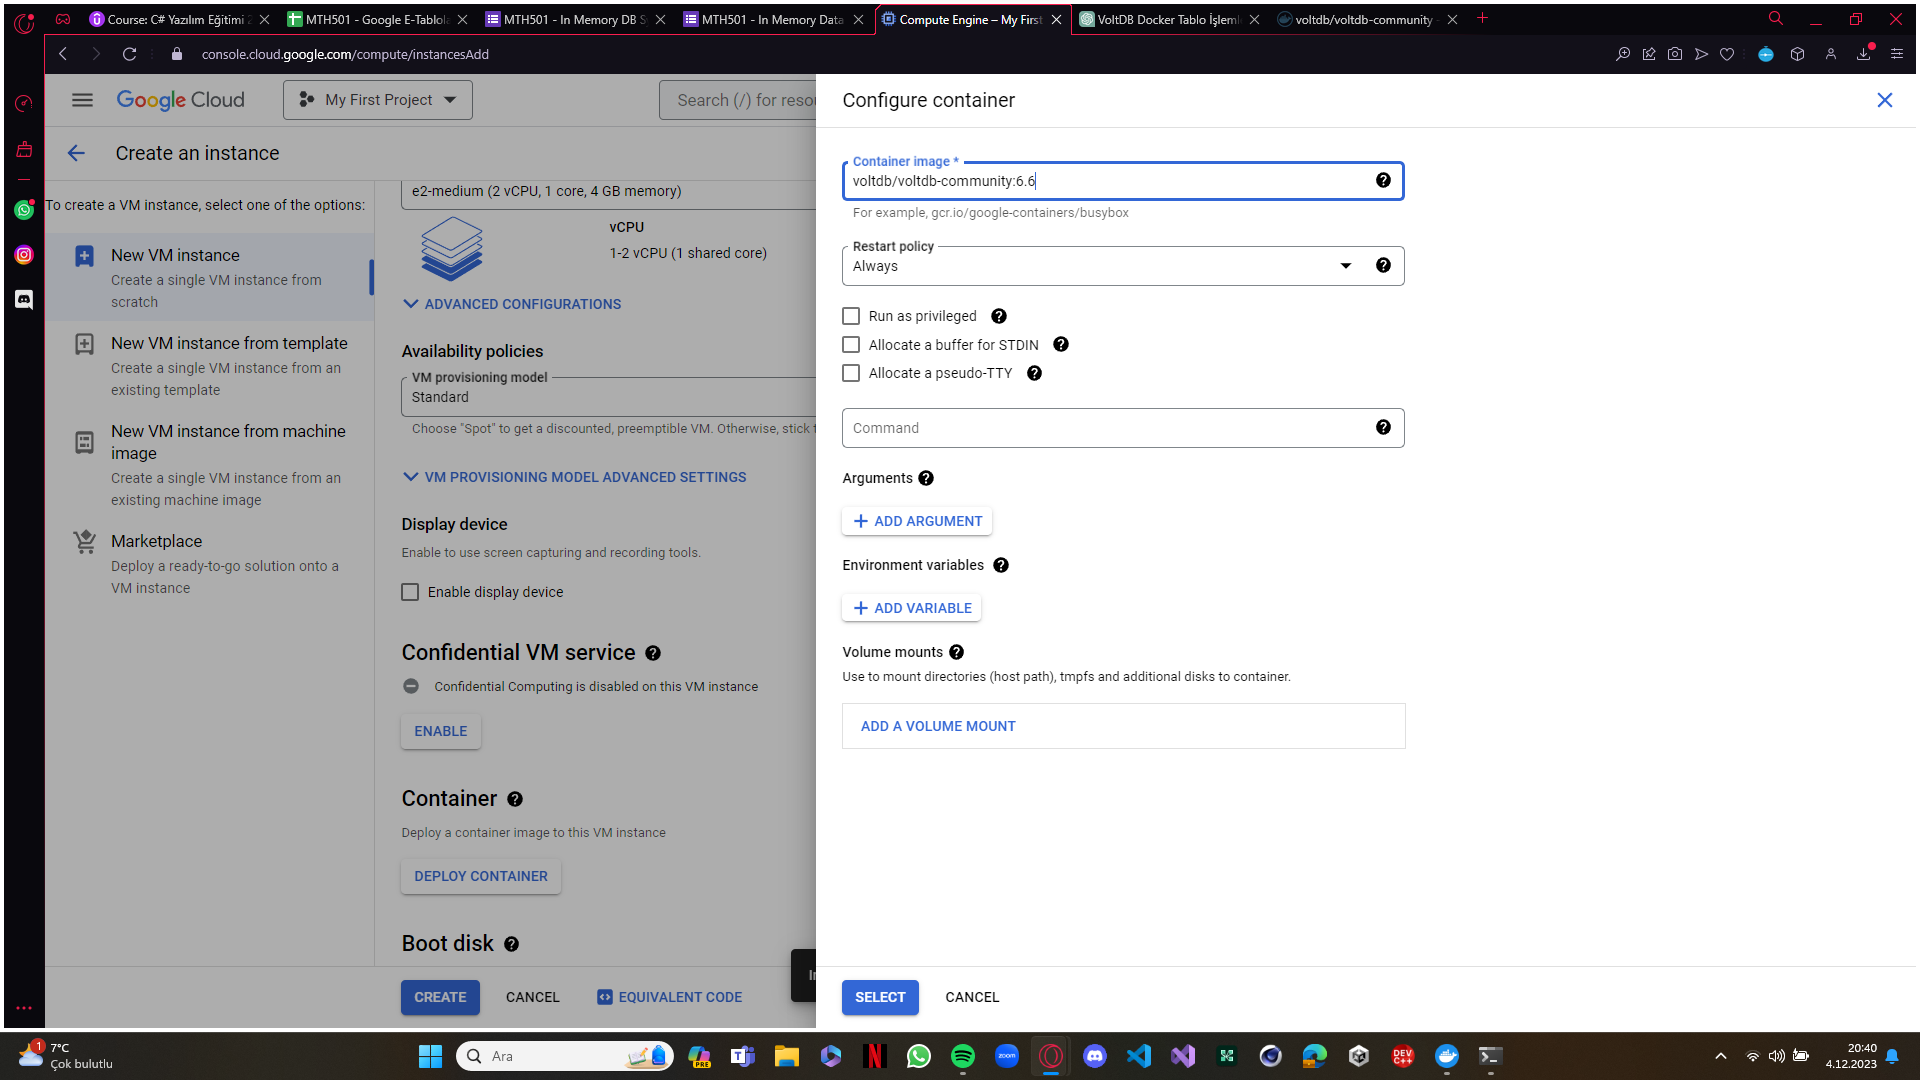 Course: C# Yazılım Eğitimi 2
MTH501 - Google E-Tablola
MTH501 - In Memory DB S
MTH501 - In Memory Data
Compute Engine – My First
VoltDB Docker Tablo İşlemle
voltdb/voltdb-community -
console.cloud.google.com/compute/instancesAdd
Google Cloud
My First Project
Search (/) for resou
Create an instance
To create a VM instance, select one of the options:
New VM instance
Create a single VM instance from
scratch
New VM instance from template
Create a single VM instance from an
existing template
New VM instance from machine
image
Create a single VM instance from an
existing machine image
Marketplace
Deploy a ready-to-go solution onto a
VM instance
e2-medium (2 vCPU, 1 core, 4 GB memory)
vCPU
1-2 vCPU (1 shared core)
ADVANCED CONFIGURATIONS
Availability policies
VM provisioning model
Standard
Choose "Spot" to get a discounted, preemptible VM. Otherwise, stick t
VM PROVISIONING MODEL ADVANCED SETTINGS
Display device
Enable to use screen capturing and recording tools.
Enable display device
Confidential VM service
Confidential Computing is disabled on this VM instance
ENABLE
Container
Deploy a container image to this VM instance
DEPLOY CONTAINER
Boot disk
CREATE
CANCEL
EQUIVALENT CODE
Configure container
Container image *
voltdb/voltdb-community:6.6
For example, gcr.io/google-containers/busybox
Restart policy
Always
Run as privileged
Allocate a buffer for STDIN
Allocate a pseudo-TTY
Command
Arguments
ADD ARGUMENT
Environment variables
ADD VARIABLE
Volume mounts
Use to mount directories (host path), tmpfs and additional disks to container.
ADD A VOLUME MOUNT
SELECT
CANCEL
1
7°C
Çok bulutlu
Ara
PRE
zoom
DEV C++
20:40
4.12.2023